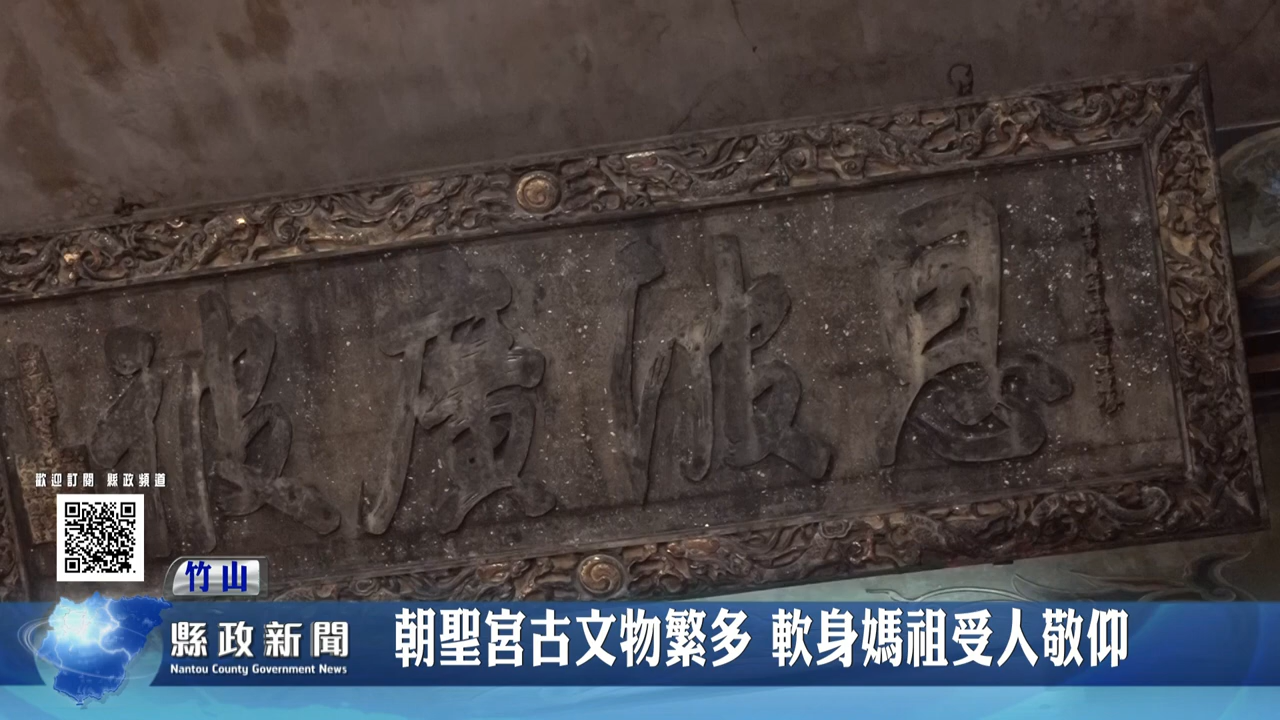 恩波廣被
歡迎訂閱 縣政頻道
竹山
縣政新聞
Nantou County Government News
朝聖宮古文物繁多 軟身媽祖受人敬仰